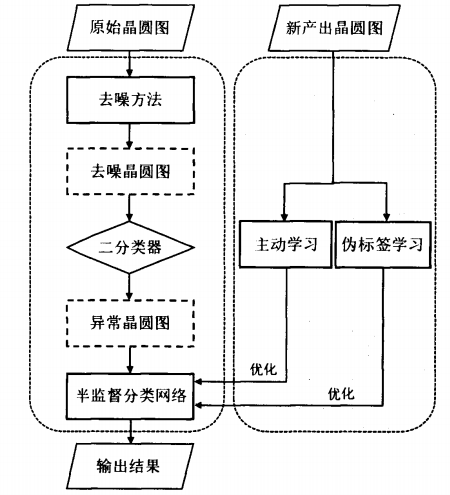 原始晶圆图
新产出晶圆图
去噪方法
去噪晶圆图
二分类器
主动学习
伪标签学习
异常晶圆图
半监督分类网络
优化
优化
输出结果